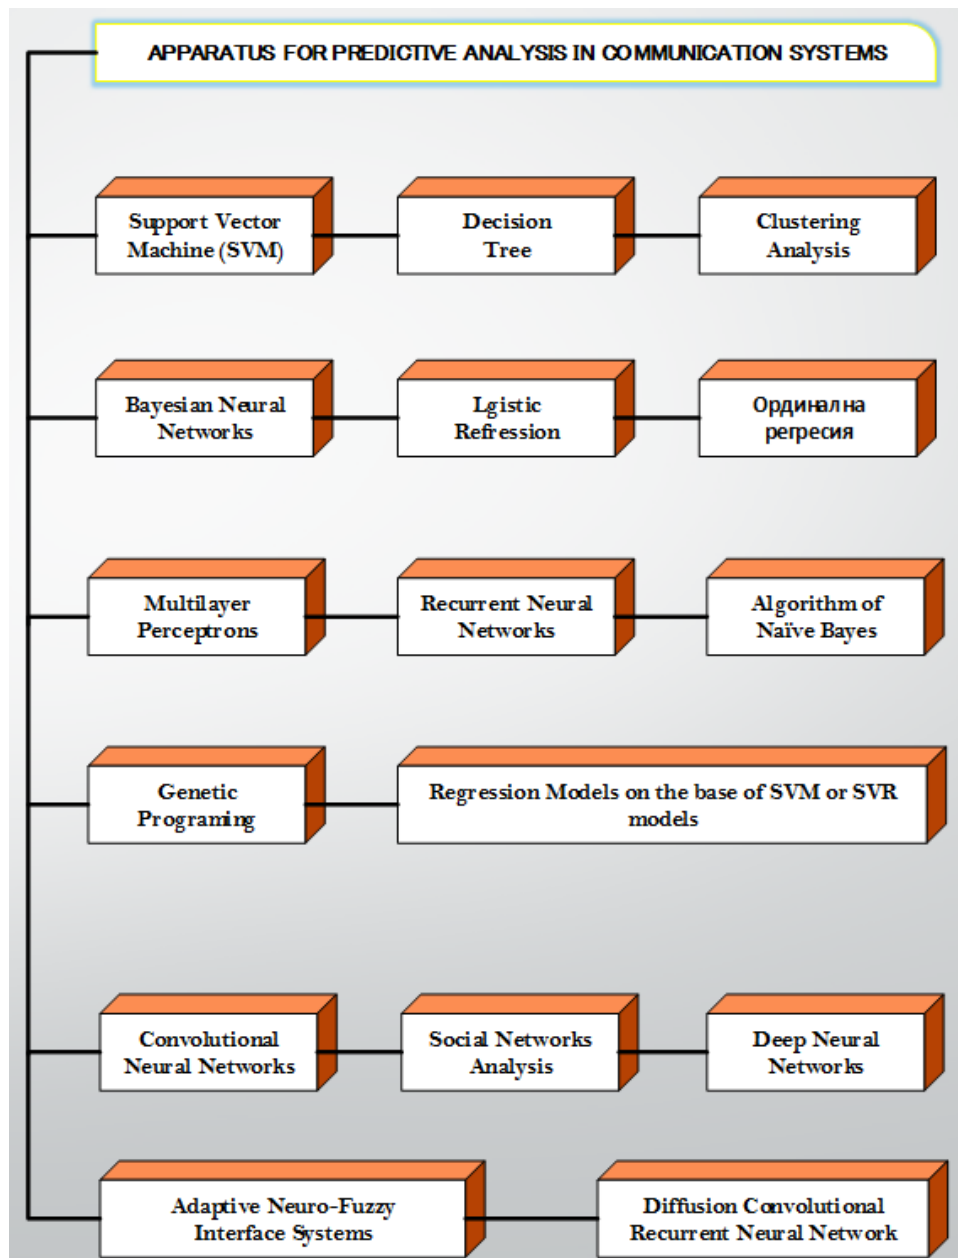 APPARATUS FOR PREDICTIVE ANALYSIS IN COMMUNICATION SYSTEMS
Support Vector
Machine (SVM)
Decision
Tree
Clustering
Analysis
Bayesian Neural
Networks
Lgistic
Refression
Ординална
регресия
Multilayer
Perceptrons
Recurrent Neural
Networks
Algorithm of
Naïve Bayes
Genetic
Programing
Regression Models on the base of SVM or SVR
models
Convolutional
Neural Networks
Social Networks
Analysis
Deep Neural
Networks
Adaptive Neuro-Fuzzy
Interface Systems
Diffusion Convolutional
Recurrent Neural Network